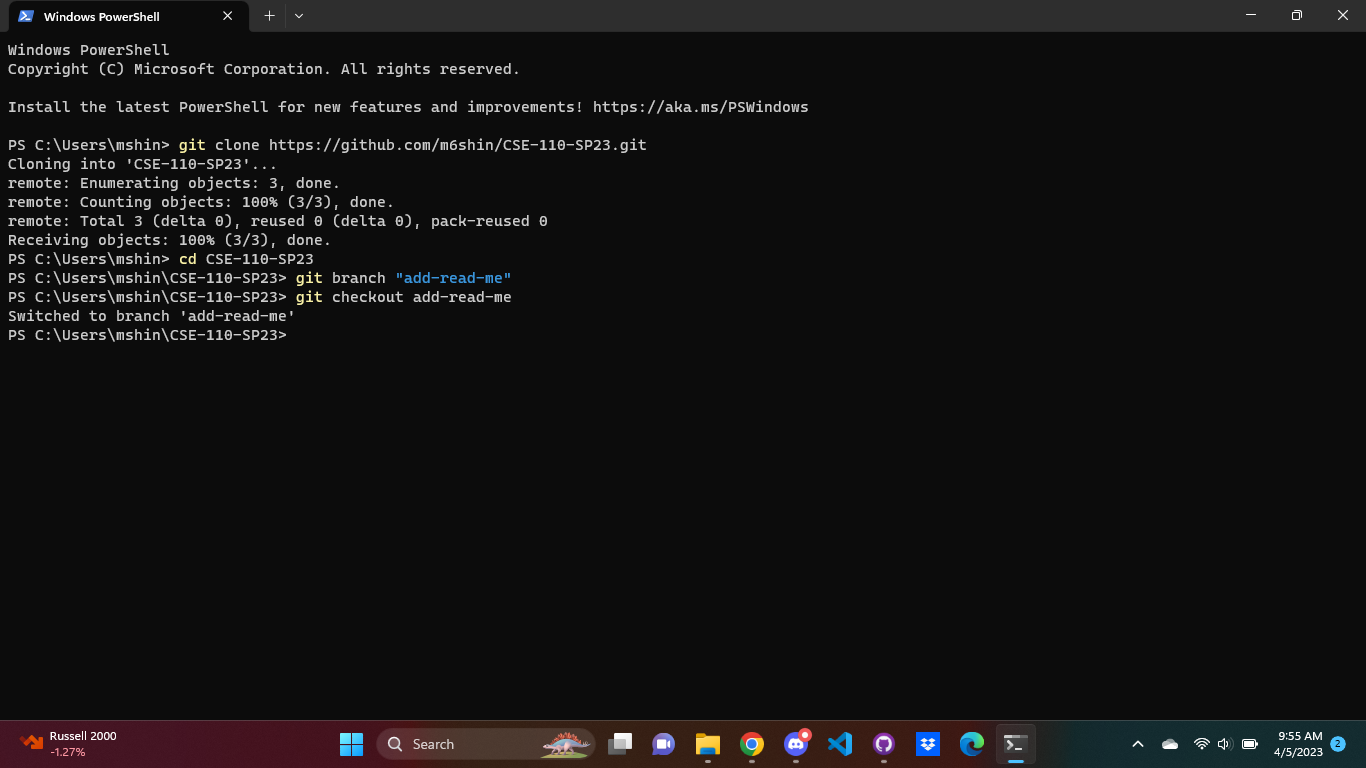 Windows PowerShell
Windows PowerShell
Copyright (C) Microsoft Corporation. All rights reserved.
Install the latest PowerShell for new features and improvements! https://aka.ms/PSWindows
PS C:\Users\mshin> git clone https://github.com/m6shin/CSE-110-SP23.git
Cloning into 'CSE-110-SP23'...
remote: Enumerating objects: 3, done.
remote: Counting objects: 100% (3/3), done.
remote: Total 3 (delta 0), reused 0 (delta 0), pack-reused 0
Receiving objects: 100% (3/3), done.
PS C:\Users\mshin> cd CSE-110-SP23
PS C:\Users\mshin\CSE-110-SP23> git branch "add-read-me"
PS C:\Users\mshin\CSE-110-SP23> git checkout add-read-me
Switched to branch 'add-read-me'
PS C:\Users\mshin\CSE-110-SP23>
Russell 2000
-1.27%
Search
9:55 AM
4/5/2023
2